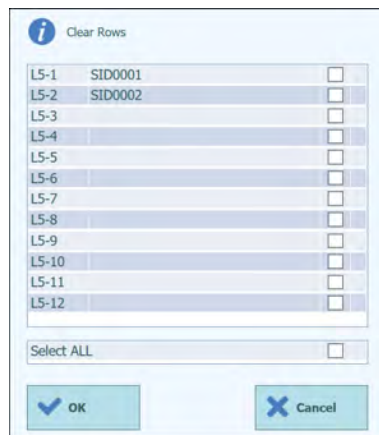 Clear Rows
L5-1 SID0001
L5-2 SID0002
L5-3
L5-4
L5-5
L5-6
L5-7
L5-8
L5-9
L5-10
L5-11
L5-12
Select ALL
OK Cancel